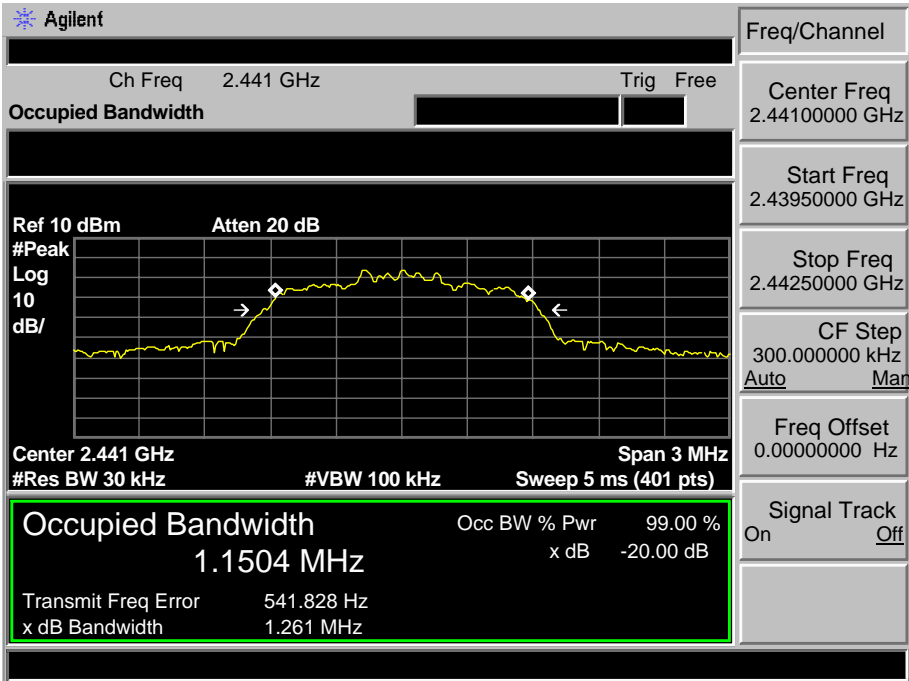 Agilent
Freq/Channel
Ch Freq 2.441 GHz Trig Free
Occupied Bandwidth
Center Freq
2.44100000 GHz
Start Freq
2.43950000 GHz
Stop Freq
2.44250000 GHz
CF Step
300.000000 kHz
Auto Man
Freq Offset
0.00000000 Hz
Signal Track
On Off
Ref 10 dBm Atten 20 dB
#Peak
Log
10
dB/
Center 2.441 GHz Span 3 MHz
#Res BW 30 kHz #VBW 100 kHz Sweep 5 ms (401 pts)
Occupied Bandwidth Occ BW % Pwr 99.00 %
1.1504 MHz x dB -20.00 dB
Transmit Freq Error 541.828 Hz
x dB Bandwidth 1.261 MHz